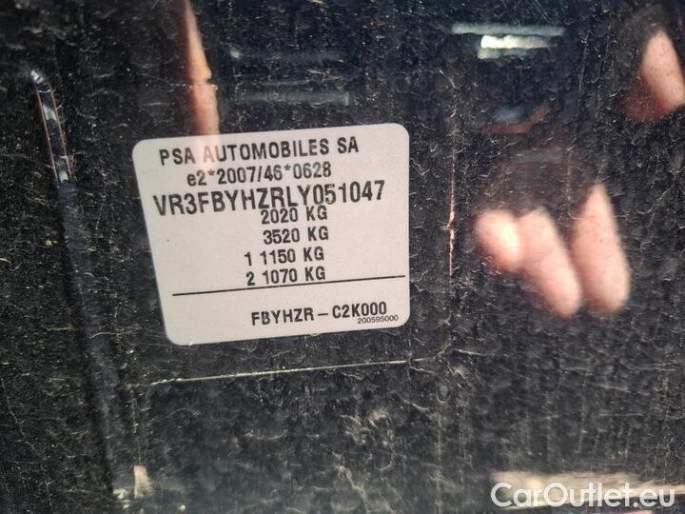 PSA AUTOMOBILES SA
e2*2007/46*0628
VR3FBYHZRLY051047
2020 KG
3520 KG
1 1150 KG
2 1070 KG
FBYHZR – C2K000
200595000
CarOutlet.eu